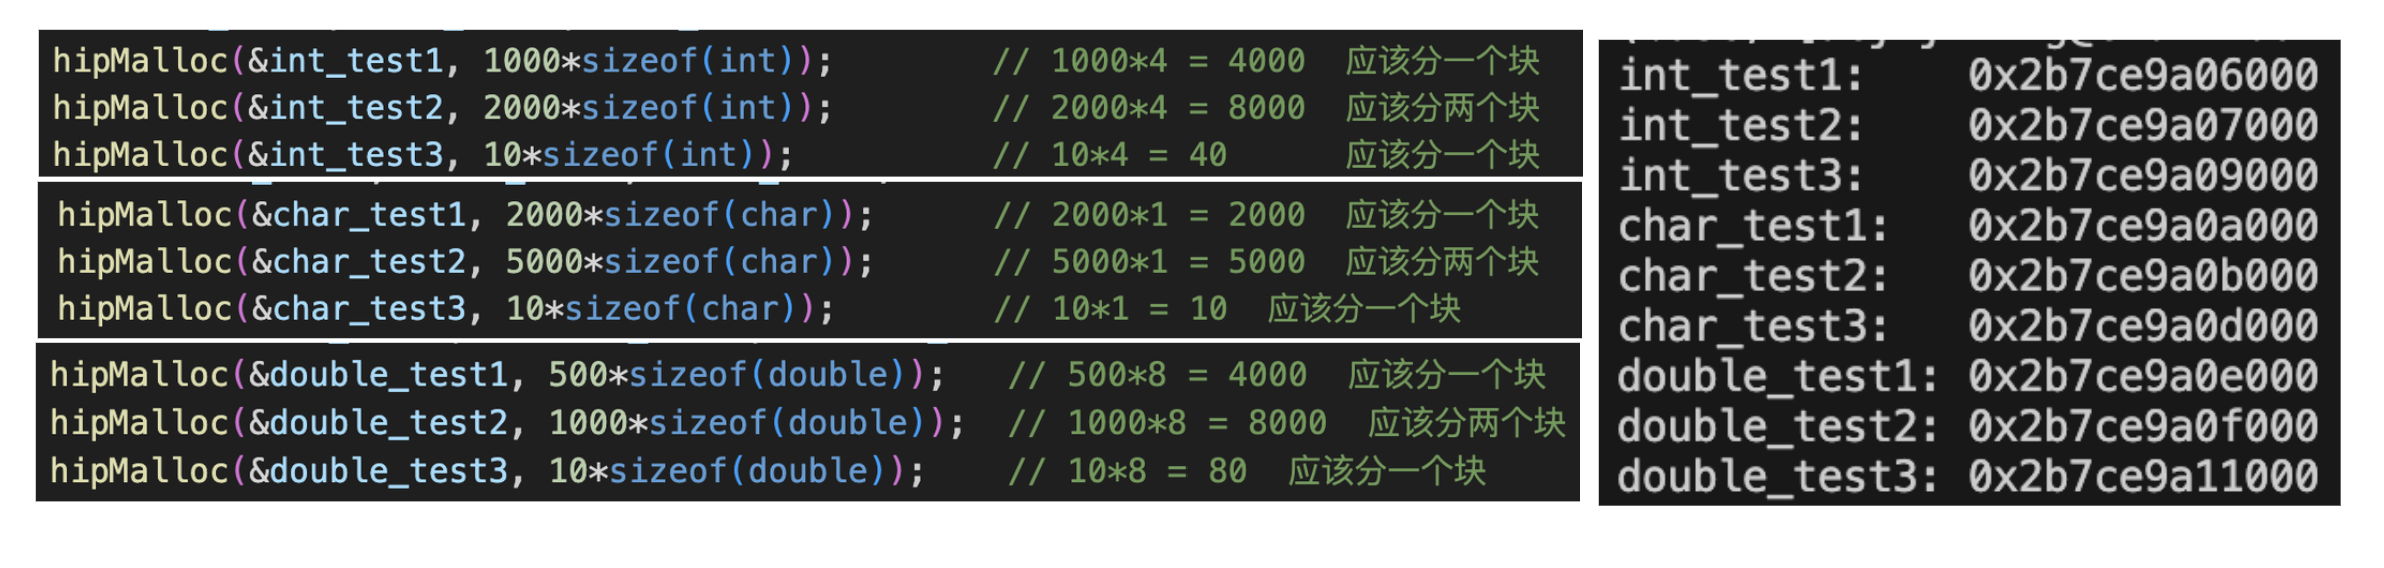 hipMalloc(&int_test1, 1000*sizeof(int)); // 1000*4 = 4000 应该分一个块
hipMalloc(&int_test2, 2000*sizeof(int)); // 2000*4 = 8000 应该分两个块
hipMalloc(&int_test3, 10*sizeof(int)); // 10*4 = 40 应该分一个块
hipMalloc(&char_test1, 2000*sizeof(char)); // 2000*1 = 2000 应该分一个块
hipMalloc(&char_test2, 5000*sizeof(char)); // 5000*1 = 5000 应该分两个块
hipMalloc(&char_test3, 10*sizeof(char)); // 10*1 = 10 应该分一个块
hipMalloc(&double_test1, 500*sizeof(double)); // 500*8 = 4000 应该分一个块
hipMalloc(&double_test2, 1000*sizeof(double)); // 1000*8 = 8000 应该分两个块
hipMalloc(&double_test3, 10*sizeof(double)); // 10*8 = 80 应该分一个块
int_test1: 0x2b7ce9a06000
int_test2: 0x2b7ce9a07000
int_test3: 0x2b7ce9a09000
char_test1: 0x2b7ce9a0a000
char_test2: 0x2b7ce9a0b000
char_test3: 0x2b7ce9a0d000
double_test1: 0x2b7ce9a0e000
double_test2: 0x2b7ce9a0f000
double_test3: 0x2b7ce9a11000